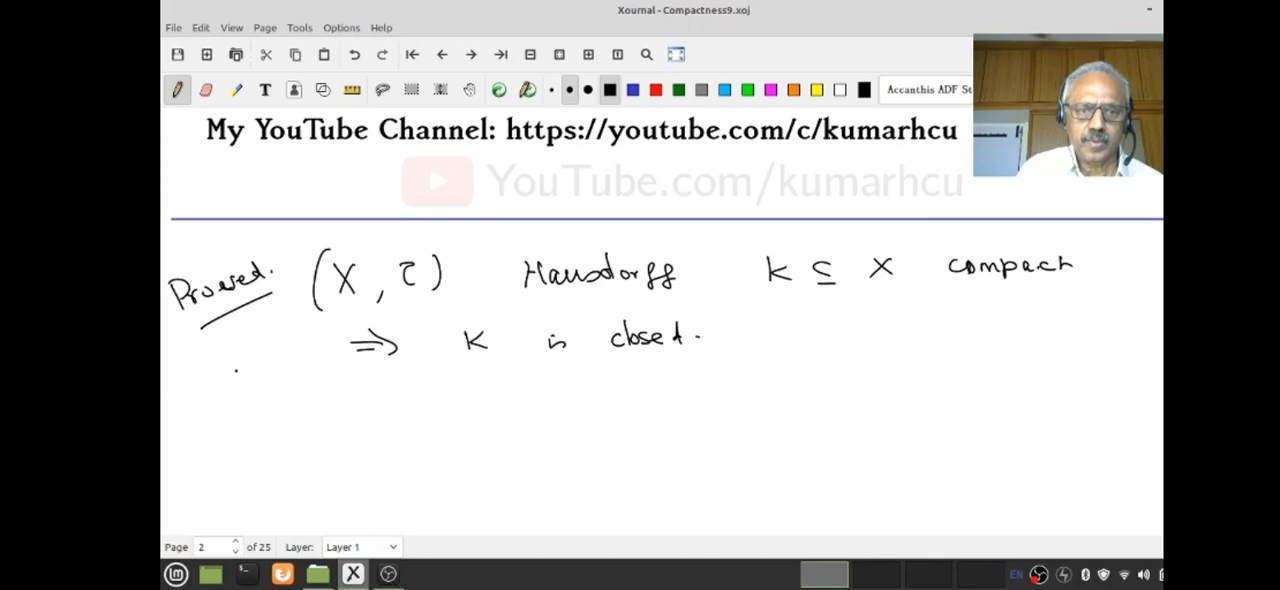 Xournal - Compactness9.xoj
File Edit View Page Tools Options Help
Accanthis ADF St
My YouTube Channel: https://youtube.com/c/kumarhcu
YouTube.com/kumarhcu
Proved. (X, τ) Hausdorff K ⊆ X compact
⇒ K is closed.
Page 2 of 25 Layer: Layer 1
EN